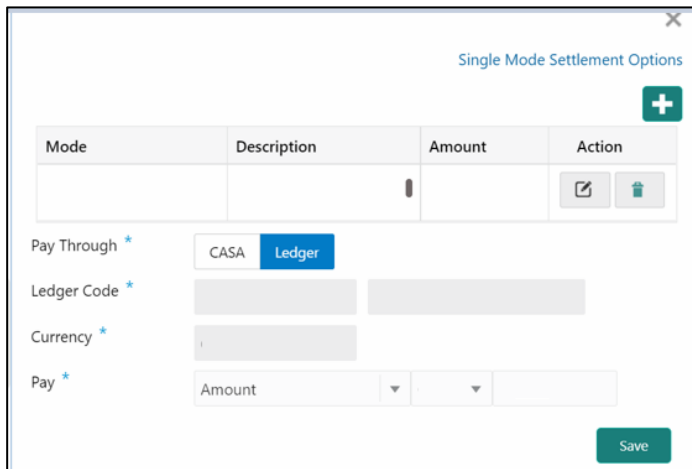 Single Mode Settlement Options
Mode Description Amount Action
Pay Through *
CASA Ledger
Ledger Code *
Currency *
Pay * Amount
Save